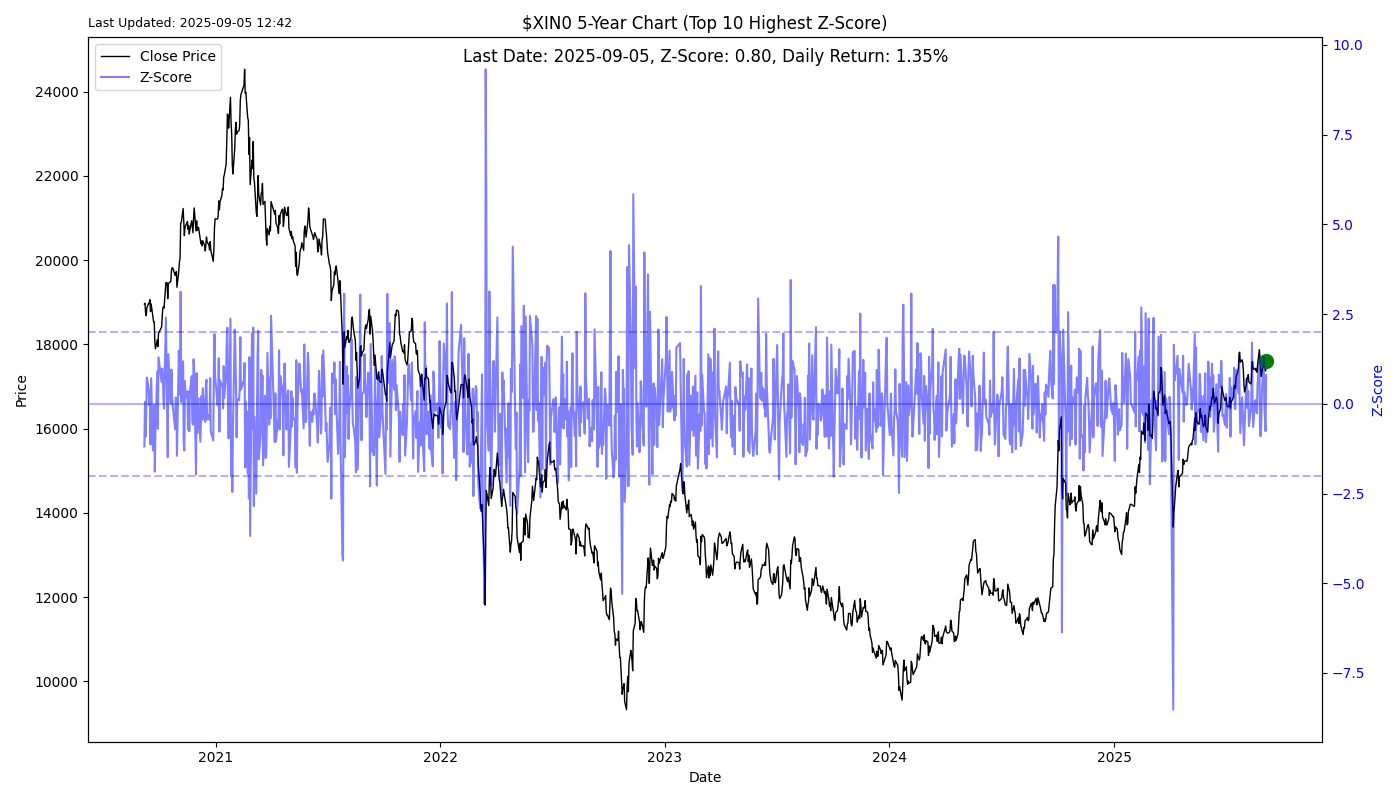 Last Updated: 2025-09-05 12:42
$XIN0 5-Year Chart (Top 10 Highest Z-Score)
Last Date: 2025-09-05, Z-Score: 0.80, Daily Return: 1.35%
Close Price
Z-Score
24000
22000
20000
18000
16000
14000
12000
10000
Price
10.0
7.5
5.0
2.5
0.0
−2.5
−5.0
−7.5
Z-Score
2021
2022
2023
2024
2025
Date